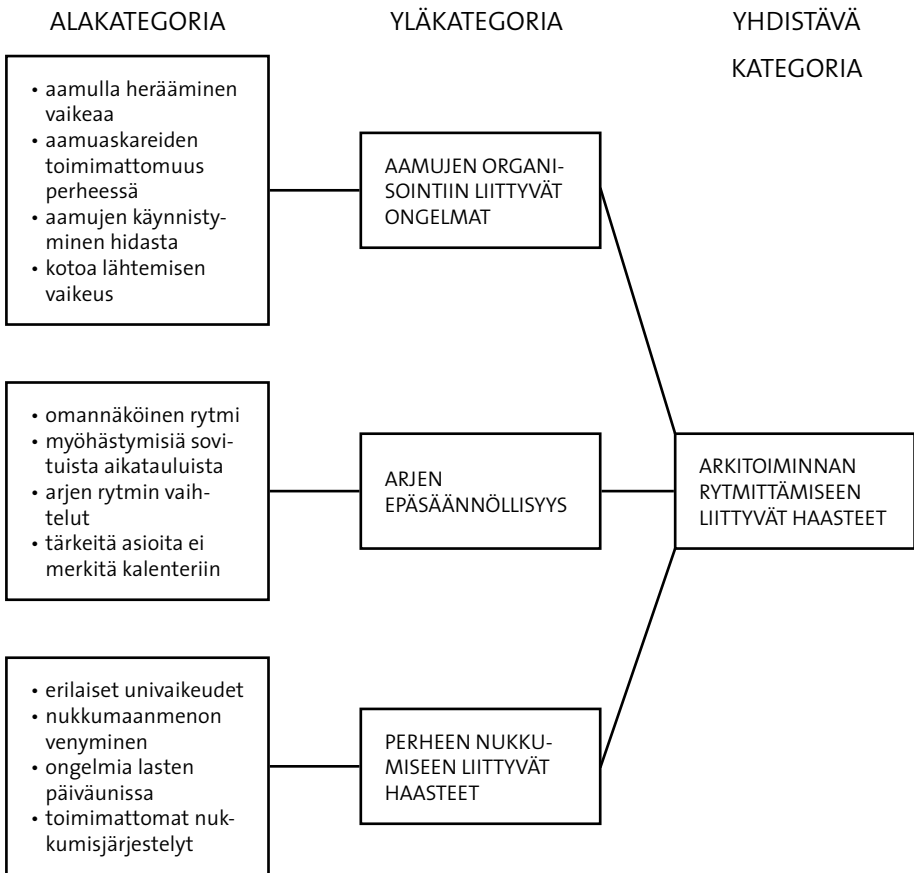 ALAKATEGORIA
YLÄKATEGORIA
YHDISTÄVÄ
KATEGORIA
• aamulla herääminen
vaikeaa
• aamuaskareiden
toimimattomuus
perheessä
• aamujen käynnisty-
minen hidasta
• kotoa lähtemisen
vaikeus
AAMUJEN ORGANI-
SOINTIIN LIITTYVÄT
ONGELMAT
• omannäköinen rytmi
• myöhästymisiä sovi-
tuista aikatauluista
• arjen rytmin vaih-
telut
• tärkeitä asioita ei
merkitä kalenteriin
ARJEN
EPÄSÄÄNNÖLLISYYS
ARKITOIMINNAN
RYTMITTÄMISEEN
LIITTYVÄT HAASTEET
• erilaiset univaikeudet
• nukkumaanmenon
venyminen
• ongelmia lasten
päiväunissa
• toimimattomat nuk-
kumisjärjestelyt
PERHEEN NUKKU-
MISEEN LIITTYVÄT
HAASTEET